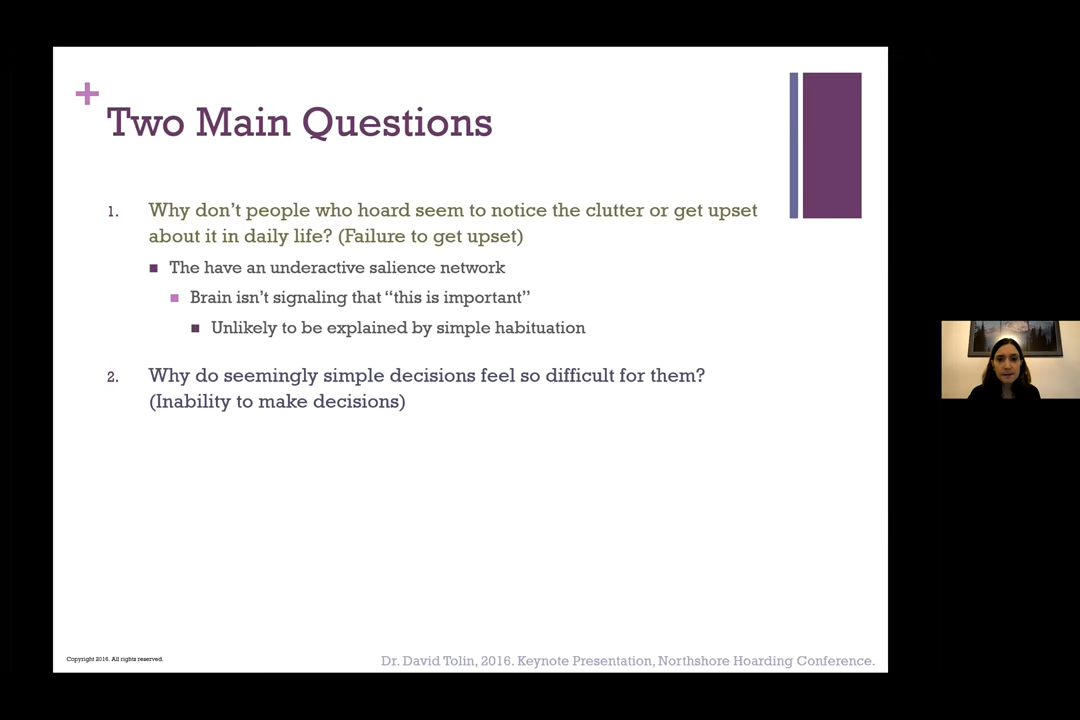 +
Two Main Questions
1. Why don't people who hoard seem to notice the clutter or get upset
about it in daily life? (Failure to get upset)
The have an underactive salience network
Brain isn't signaling that “this is important”
Unlikely to be explained by simple habituation
2. Why do seemingly simple decisions feel so difficult for them?
(Inability to make decisions)
Copyright 2016. All rights reserved.
Dr. David Tolin, 2016. Keynote Presentation, Northshore Hoarding Conference.